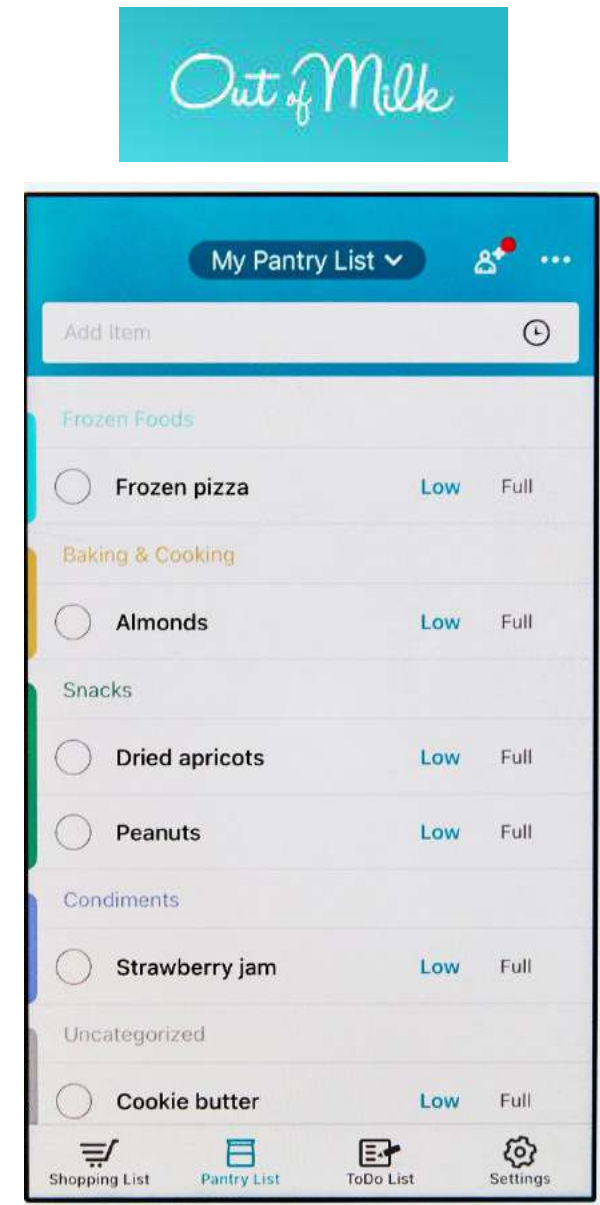 Out of Milk
My Pantry List
Add Item
Frozen Foods
Frozen pizza Low Full
Baking & Cooking
Almonds Low Full
Snacks
Dried apricots Low Full
Peanuts Low Full
Condiments
Strawberry jam Low Full
Uncategorized
Cookie butter Low Full
Shopping List Pantry List ToDo List Settings